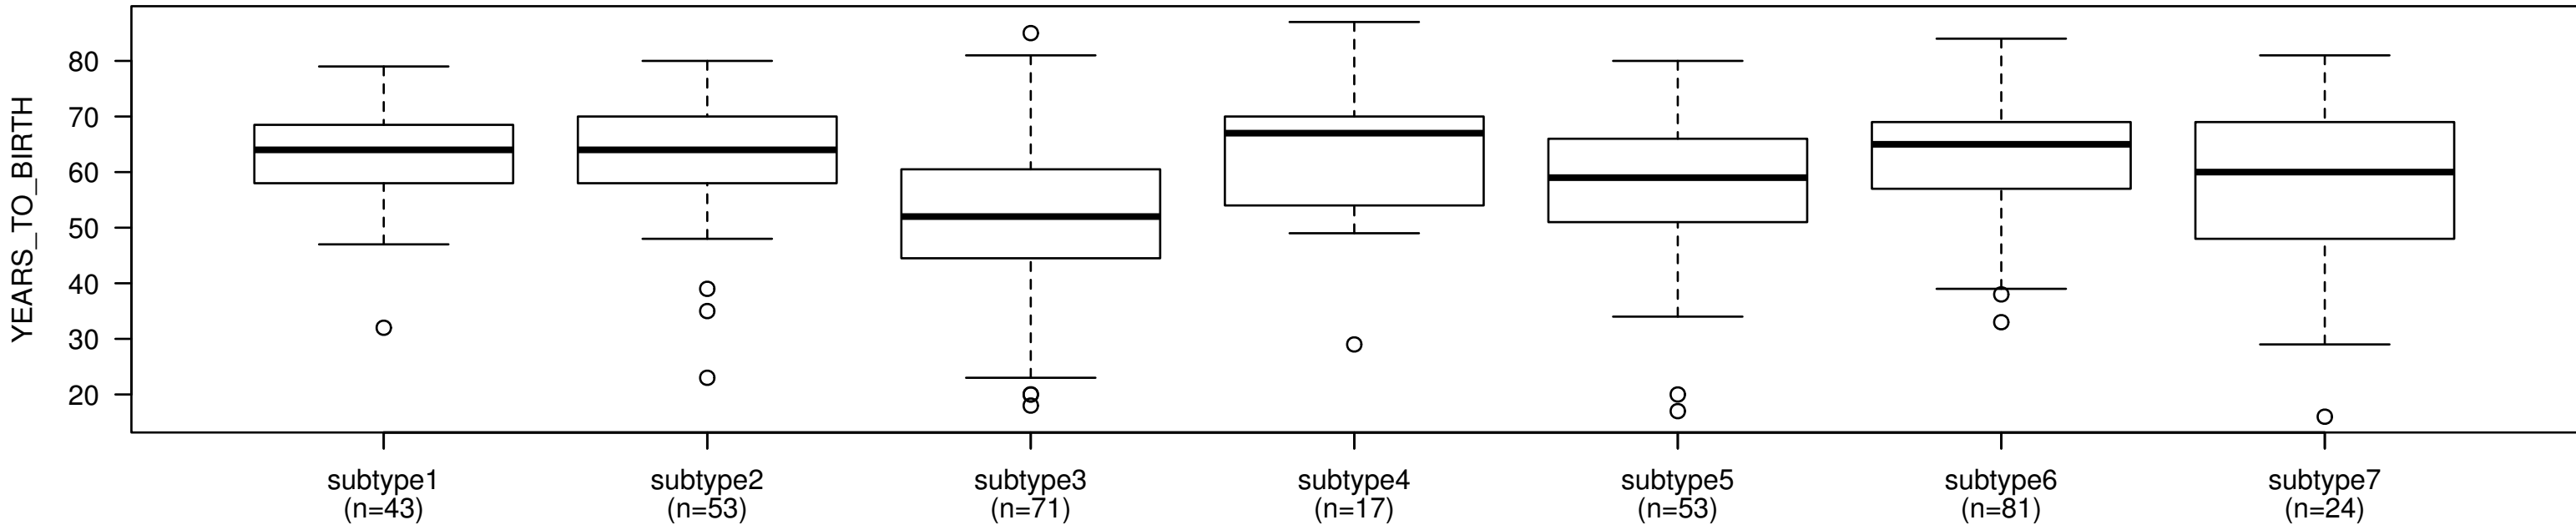 YEARS_TO_BIRTH
80
70
60
50
40
30
20
subtype1 subtype2 subtype3 subtype4 subtype5 subtype6 subtype7
(n=43) (n=53) (n=71) (n=17) (n=53) (n=81) (n=24)